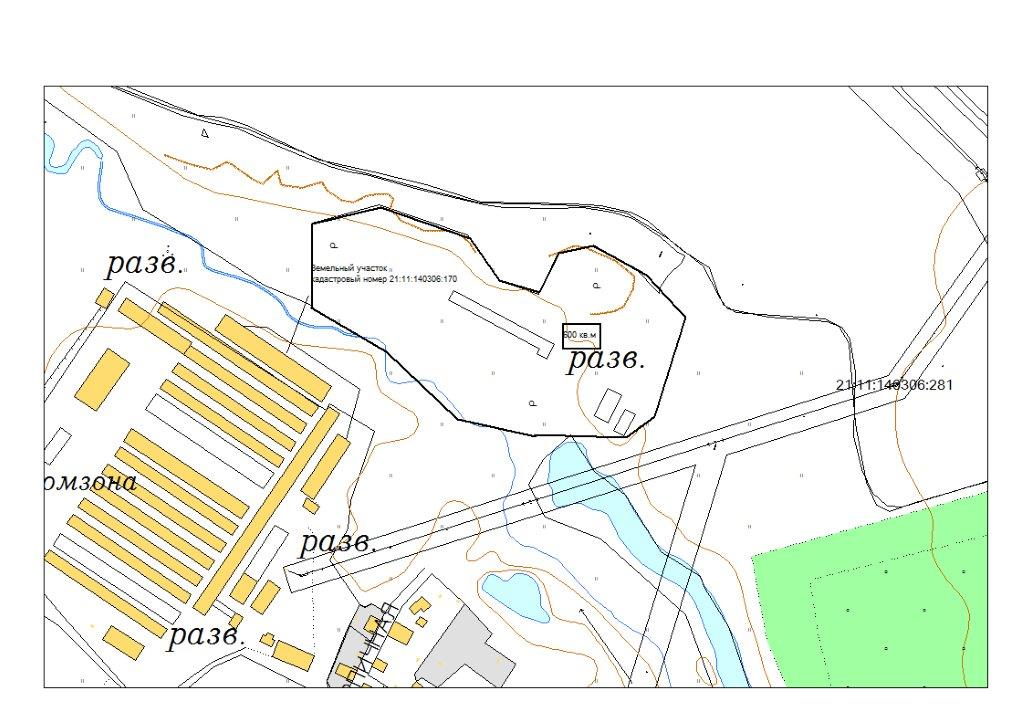 разв.
Земельный участок
кадастровый номер 21:11:140306:170
600 кв.м
разв.
21:11:140306:281
омзона
разв.
разв.